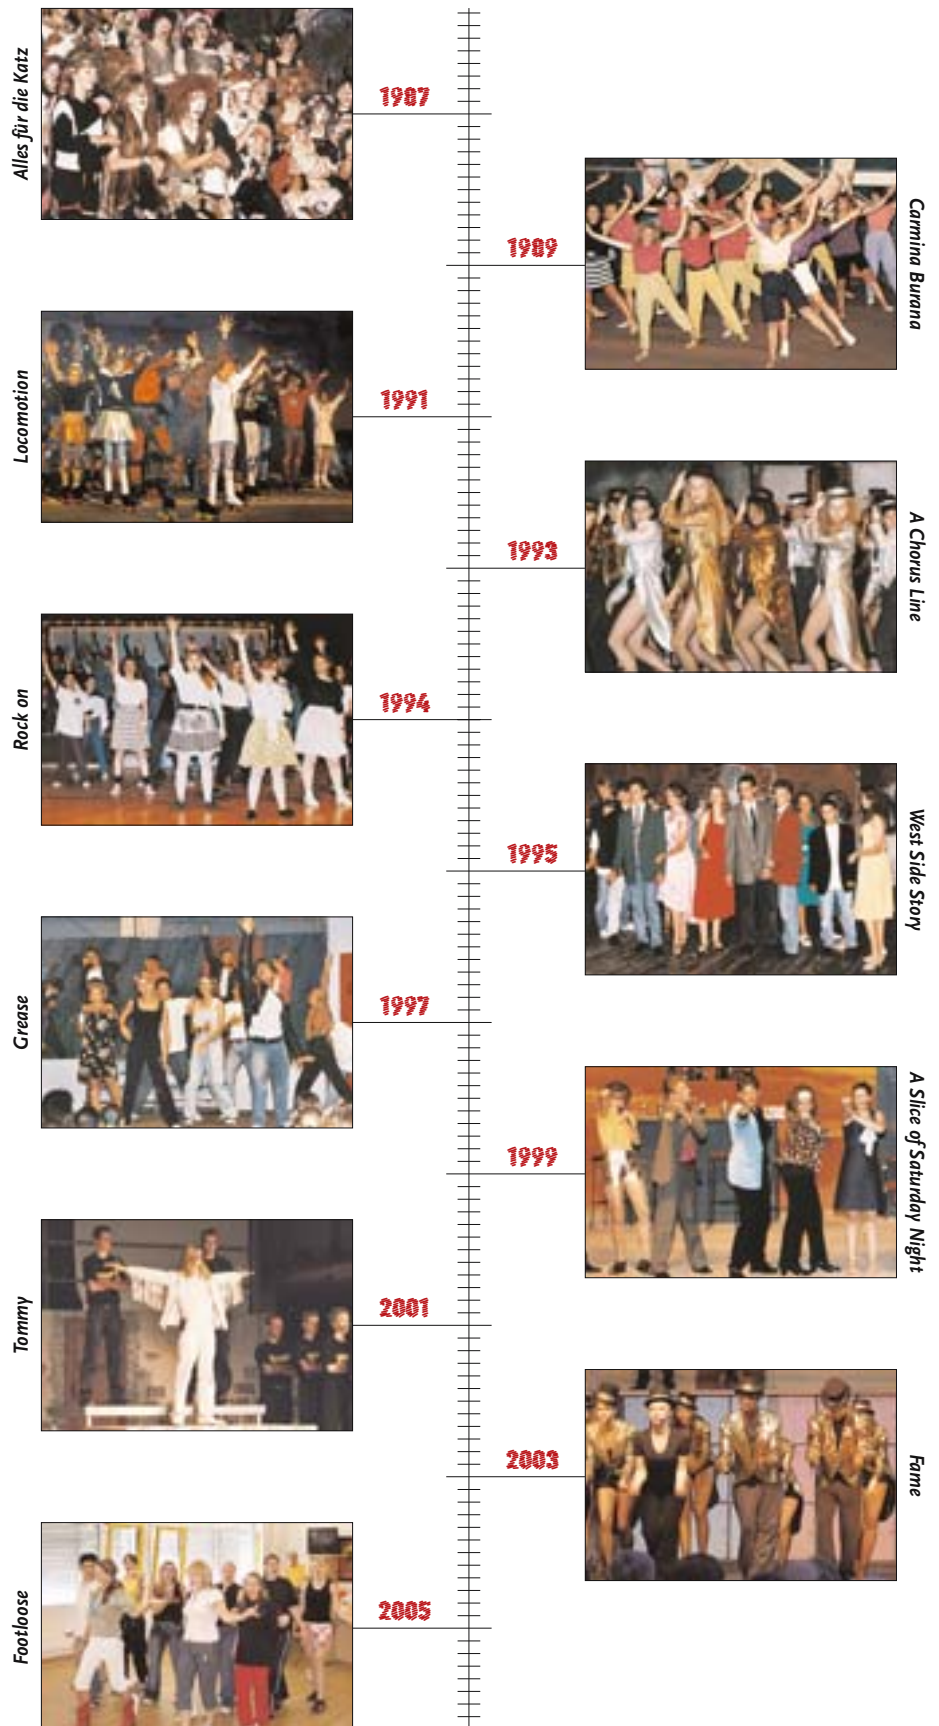 Alles für die Katz
1987
1989
Carmina Burana
Locomotion
1991
1993
A Chorus Line
Rock on
1994
1995
West Side Story
Grease
1997
1999
A Slice of Saturday Night
Tommy
2001
2003
Fame
Footloose
2005